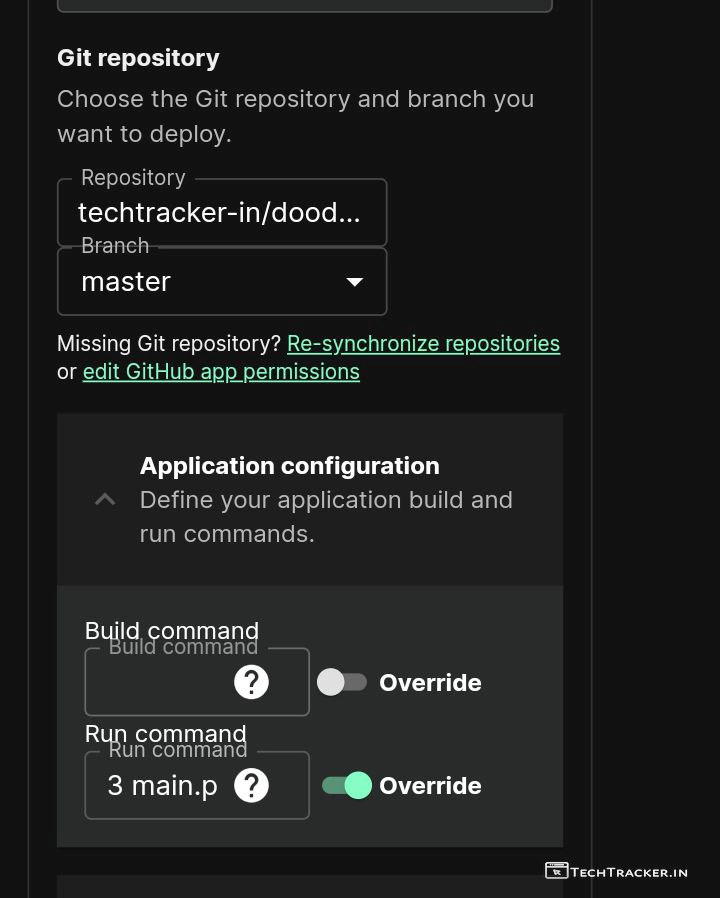 Git repository
Choose the Git repository and branch you
want to deploy.
Repository
techtracker-in/dood...
Branch
master
Missing Git repository? Re-synchronize repositories
or edit GitHub app permissions
Application configuration
Define your application build and
run commands.
Build command
Build command
?
Override
Run command
Run command
3 main.p
?
Override
TECHTRACKER.IN